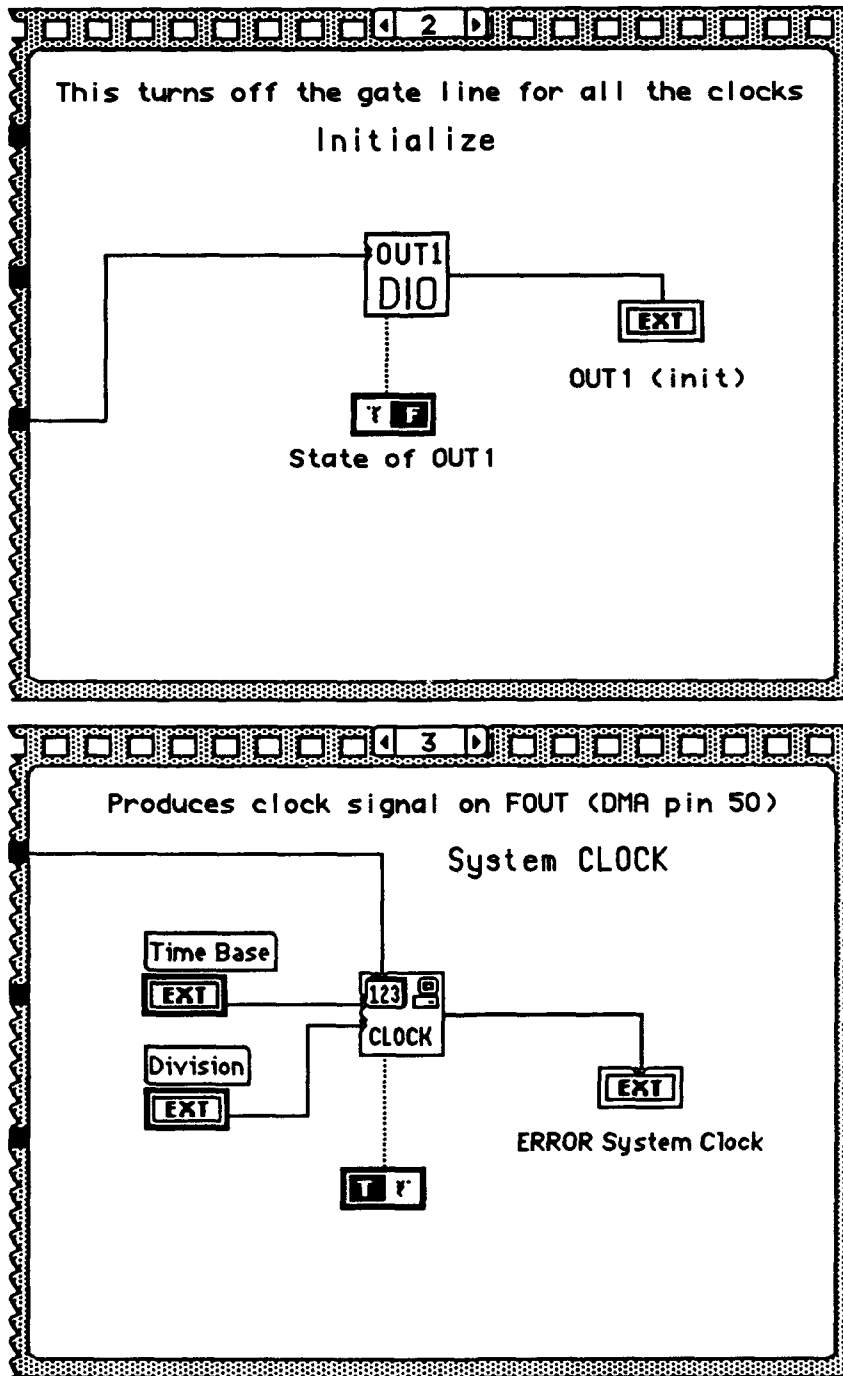 2
This turns off the gate line for all the clocks
Initialize
OUT1
DIO
EXT
OUT1 (init)
F
State of OUT1
3
Produces clock signal on FOUT (DMA pin 50)
System CLOCK
Time Base
EXT
123
CLOCK
Division
EXT
EXT
ERROR System Clock
T